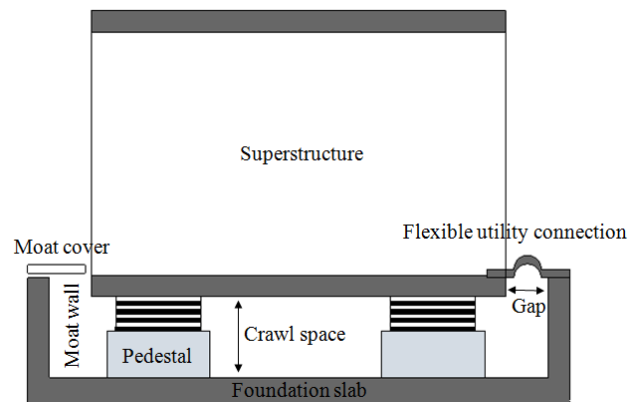 Superstructure
Flexible utility connection
Moat cover
Moat wall
Gap
Crawl space
Pedestal
Foundation slab